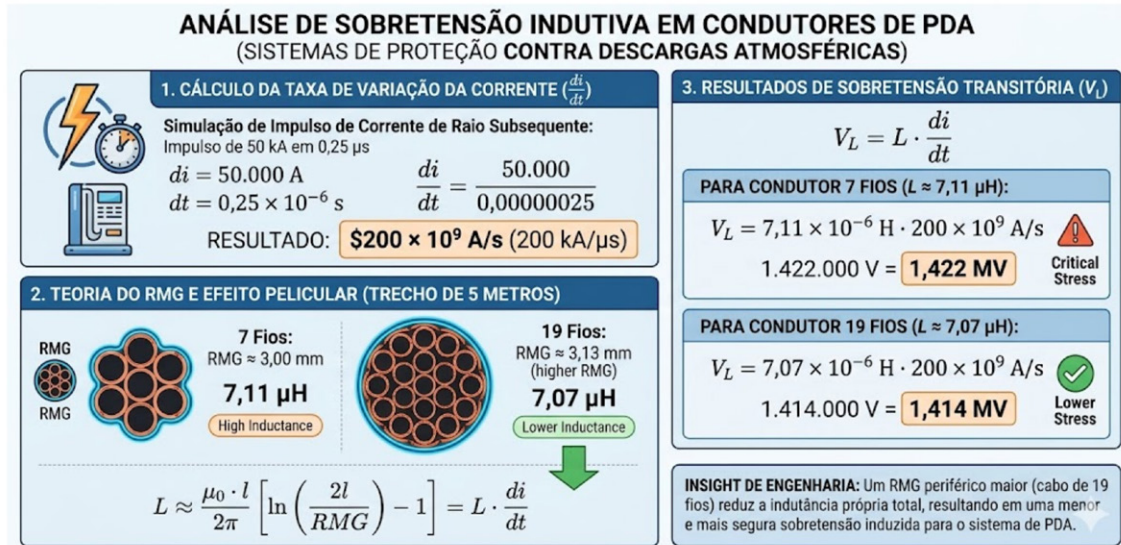 ANÁLISE DE SOBRETENSÃO INDUTIVA EM CONDUTORES DE PDA
(SISTEMAS DE PROTEÇÃO CONTRA DESCARGAS ATMOSFÉRICAS)
1. CÁLCULO DA TAXA DE VARIAÇÃO DA CORRENTE (di/dt)
Simulação de Impulso de Corrente de Raio Subsequente:
Impulso de 50 kA em 0,25 µs
di = 50.000 A
dt = 0,25 × 10⁻⁶ s
di/dt = 50.000/0,00000025
RESULTADO: $200 × 10⁹ A/s (200 kA/µs)
2. TEORIA DO RMG E EFEITO PELICULAR (TRECHO DE 5 METROS)
RMG
RMG
7 Fios:
RMG ≈ 3,00 mm
7,11 µH
High Inductance
19 Fios:
RMG ≈ 3,13 mm
(higher RMG)
7,07 µH
Lower Inductance
L ≈ μ₀ · l/2π [ln (2l/RMG) − 1] = L · di/dt
3. RESULTADOS DE SOBRETENSÃO TRANSITÓRIA (V_L)
V_L = L · di/dt
PARA CONDUTOR 7 FIOS (L ≈ 7,11 µH):
V_L = 7,11 × 10⁻⁶ H · 200 × 10⁹ A/s
1.422.000 V = 1,422 MV
Critical
Stress
PARA CONDUTOR 19 FIOS (L ≈ 7,07 µH):
V_L = 7,07 × 10⁻⁶ H · 200 × 10⁹ A/s
1.414.000 V = 1,414 MV
Lower
Stress
INSIGHT DE ENGENHARIA: Um RMG periférico maior (cabo de 19
fios) reduz a indutância própria total, resultando em uma menor
e mais segura sobretensão induzida para o sistema de PDA.